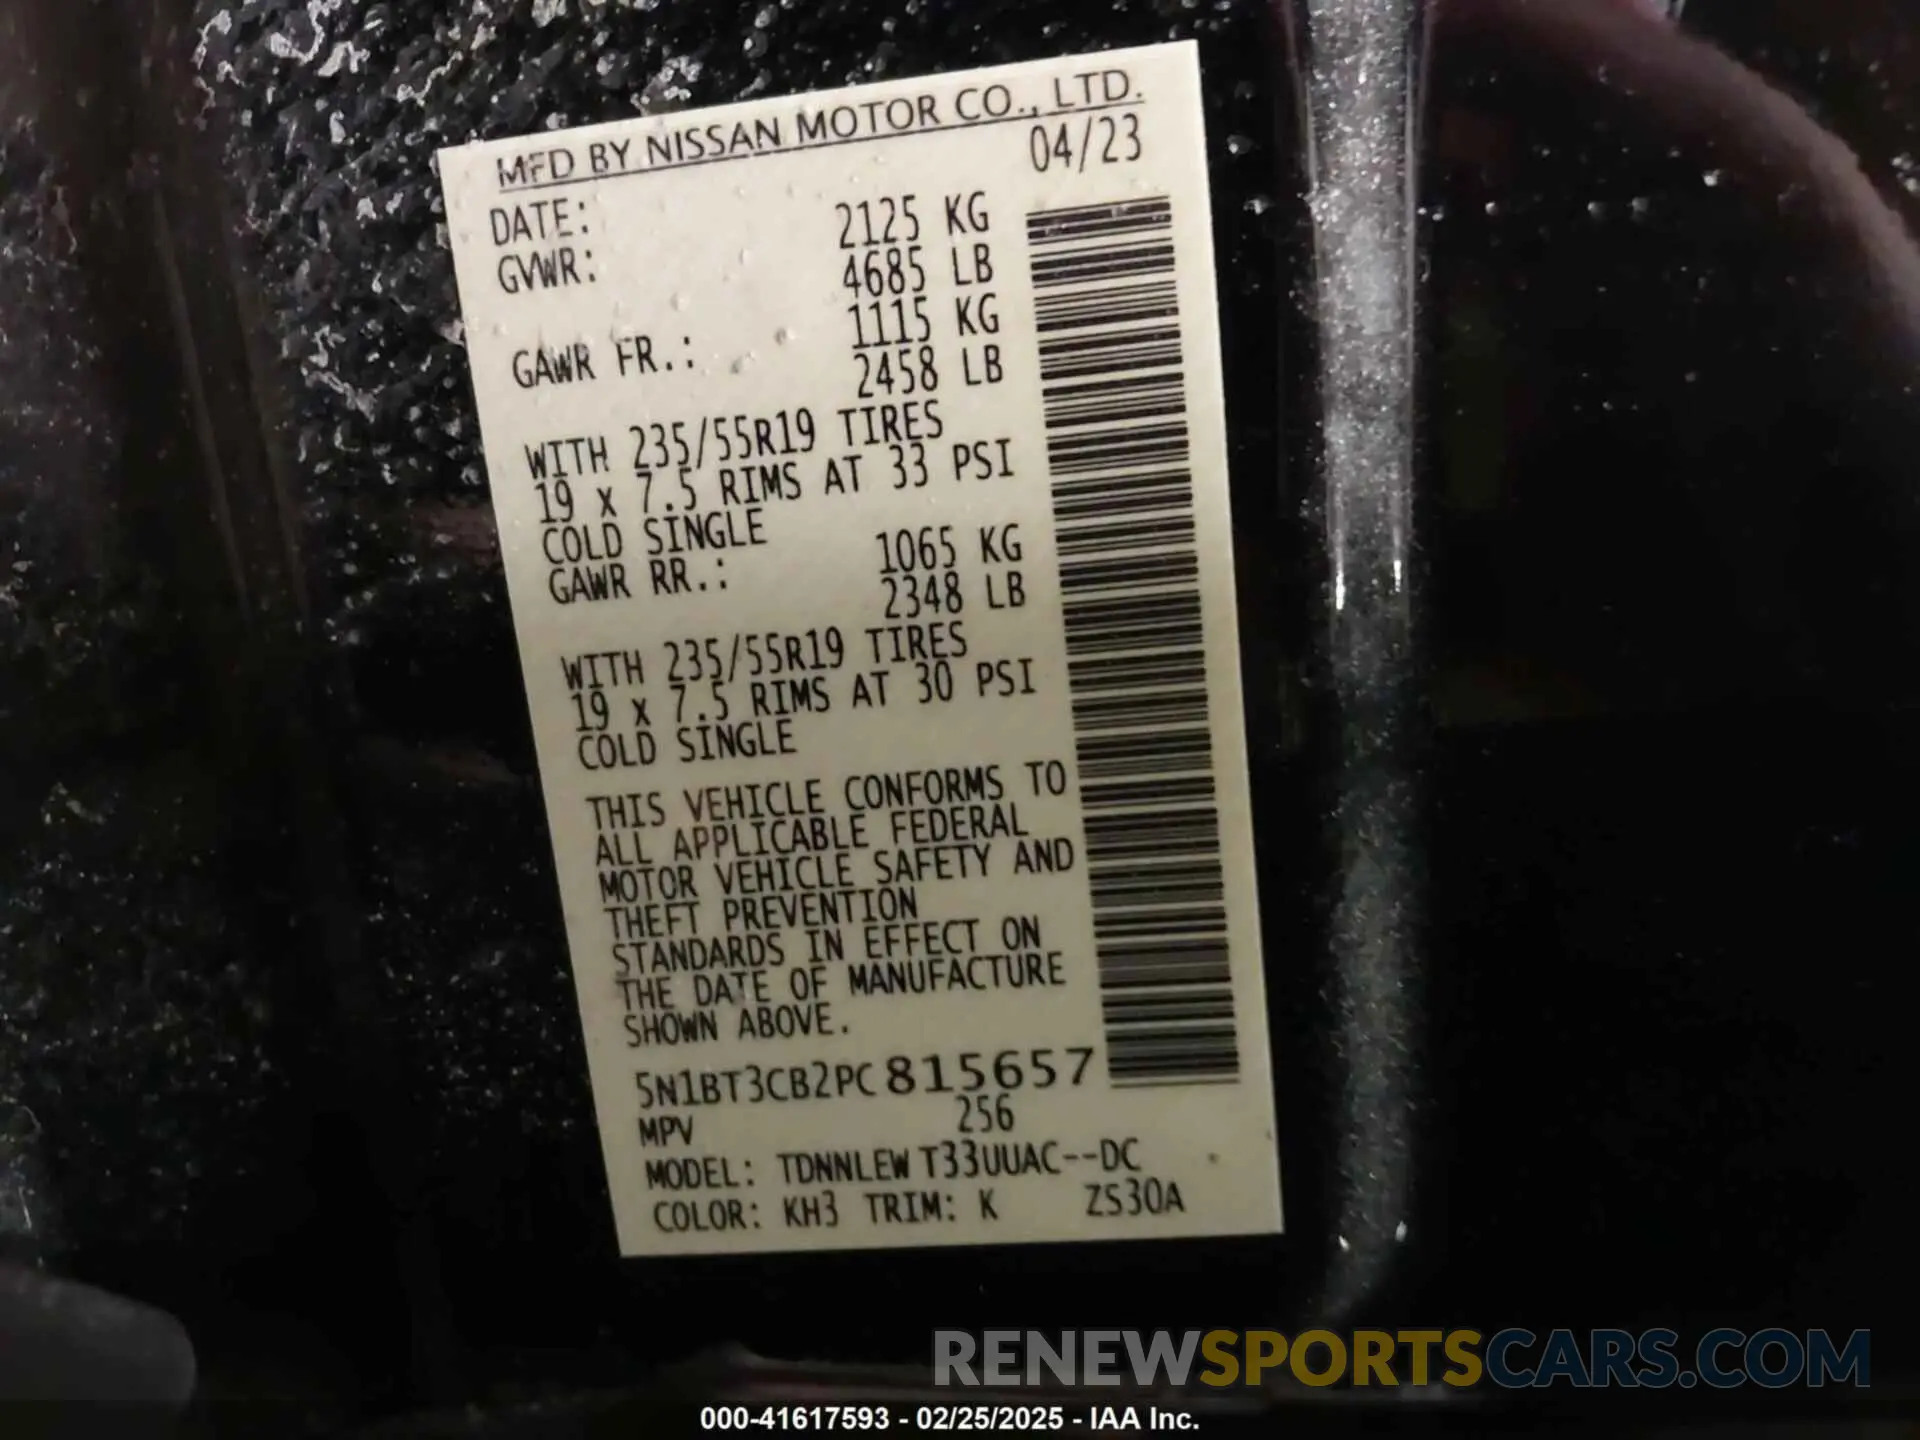 MFD BY NISSAN MOTOR CO., LTD.
DATE: 04/23
GVWR: 2125 KG
4685 LB
GAWR FR.: 1115 KG
2458 LB
WITH 235/55R19 TIRES
19 x 7.5 RIMS AT 33 PSI
COLD SINGLE
GAWR RR.: 1065 KG
2348 LB
WITH 235/55R19 TIRES
19 x 7.5 RIMS AT 30 PSI
COLD SINGLE
THIS VEHICLE CONFORMS TO
ALL APPLICABLE FEDERAL
MOTOR VEHICLE SAFETY AND
THEFT PREVENTION
STANDARDS IN EFFECT ON
THE DATE OF MANUFACTURE
SHOWN ABOVE.
5N1BT3CB2PC815657
MPV 256
MODEL: TDNNLEW T33UUAC--DC
COLOR: KH3 TRIM: K ZS30A
RENEWSPORTSCARS.COM
000-41617593 - 02/25/2025 - IAA Inc.